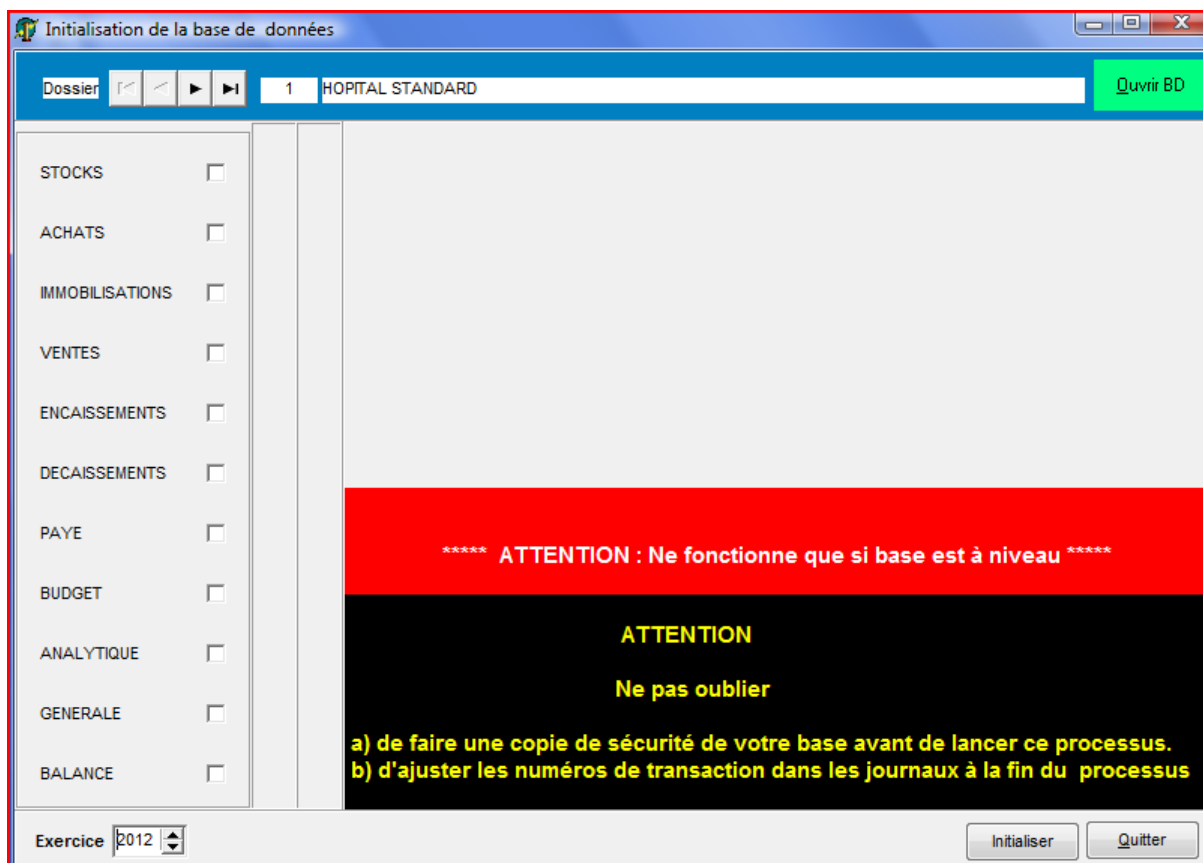 Initialisation de la base de  données
Dossier 1 HOPITAL STANDARD Ouvrir BD
STOCKS
ACHATS
IMMOBILISATIONS
VENTES
ENCAISSEMENTS
DECAISSEMENTS
PAYE
BUDGET
ANALYTIQUE
GENERALE
BALANCE
***** ATTENTION : Ne fonctionne que si base est à niveau *****
ATTENTION
Ne pas oublier
a) de faire une copie de sécurité de votre base avant de lancer ce processus.
b) d'ajuster les numéros de transaction dans les journaux à la fin du  processus
Exercice 2012 Initialiser Quitter